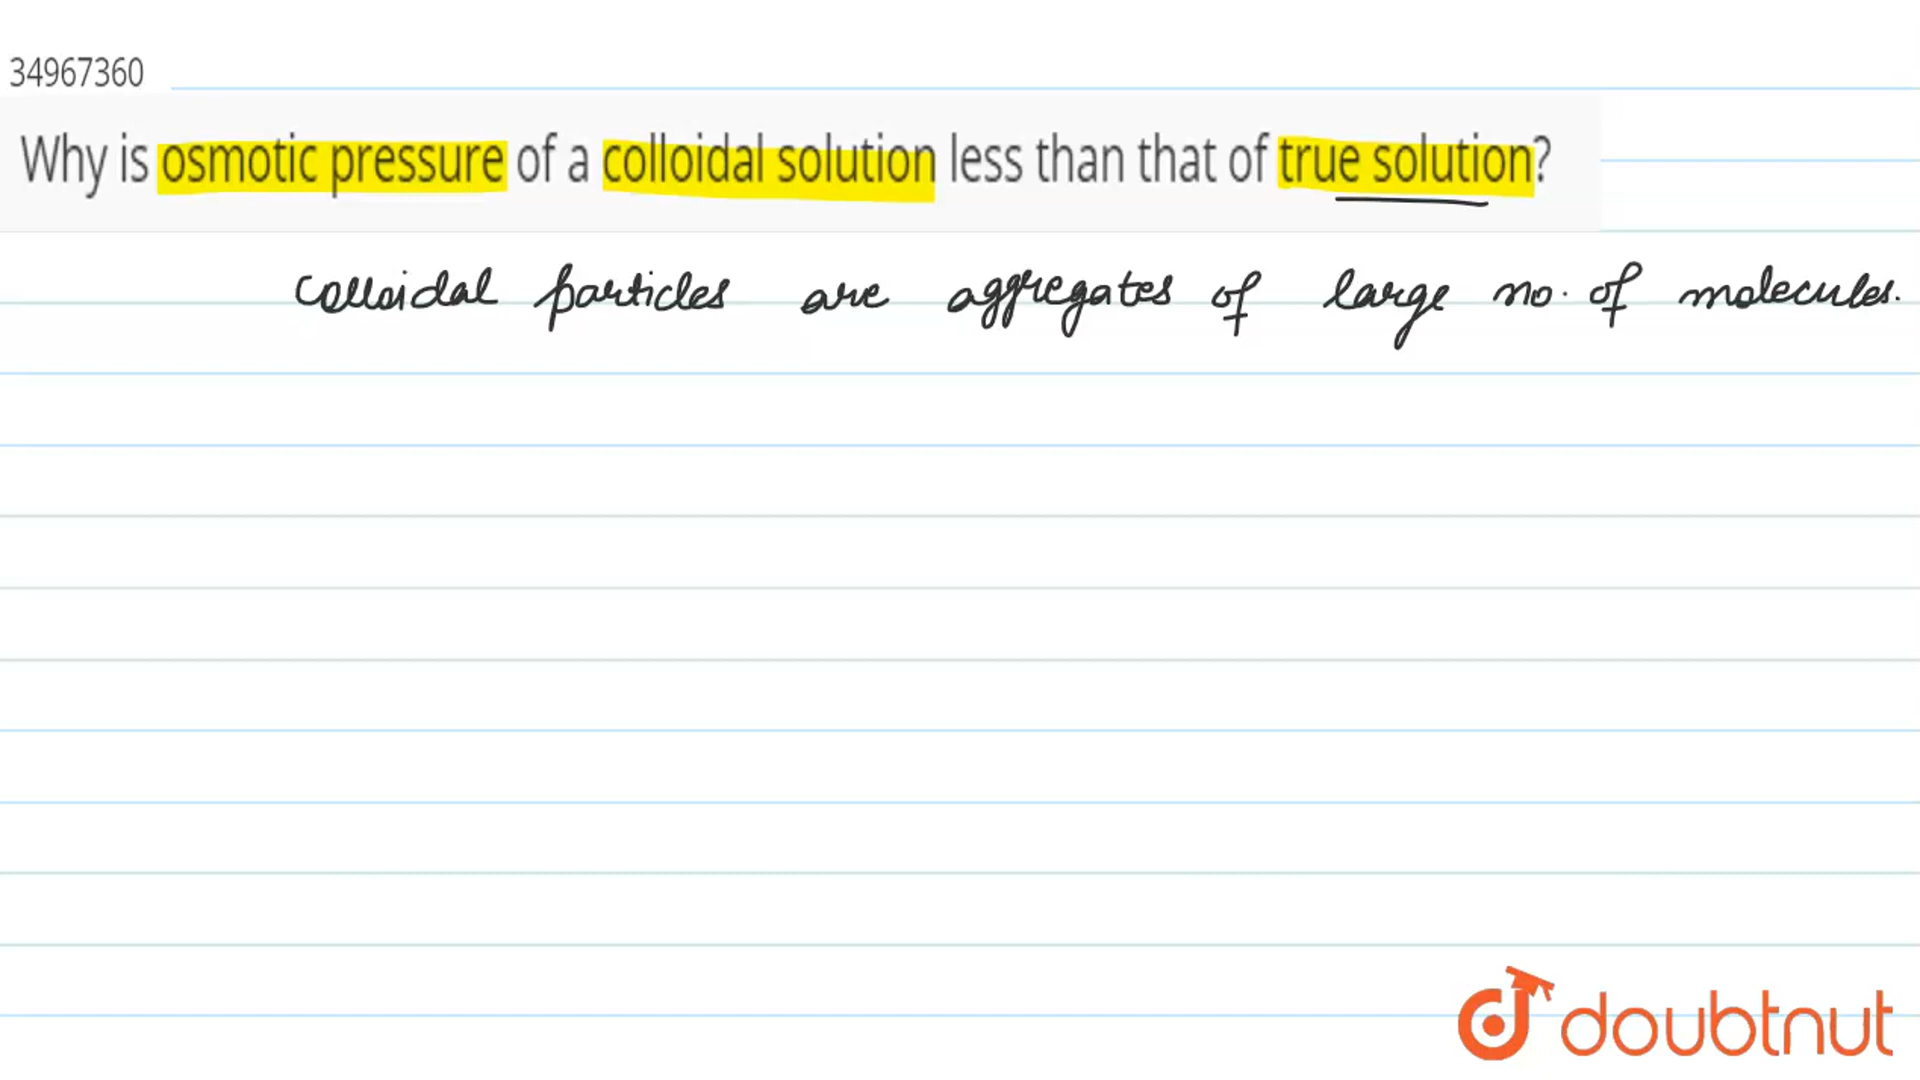 34967360
Why is osmotic pressure of a colloidal solution less than that of true solution?
Colloidal particles are aggregates of large no. of molecules.
doubtnut